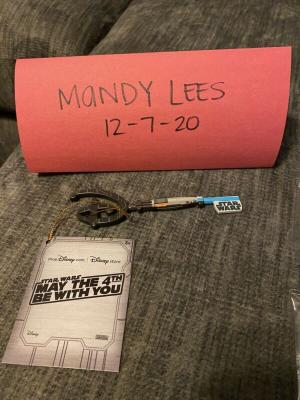 MANDY LEES
12-7-20
STAR WARS
shopDisney.com | Disney store
STAR WARS
MAY THE 4TH
BE WITH YOU
Disney